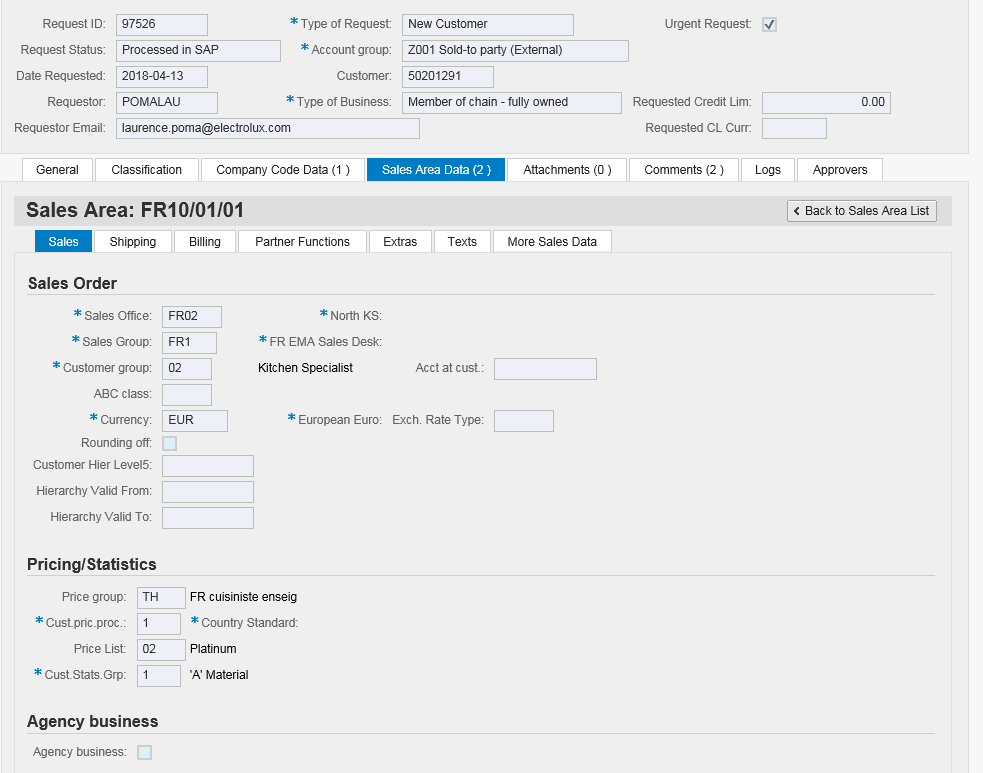 Request ID: 97526 * Type of Request: New Customer Urgent Request:
Request Status: Processed in SAP * Account group: Z001 Sold-to party (External)
Date Requested: 2018-04-13 Customer: 50201291
Requestor: POMALAU * Type of Business: Member of chain - fully owned Requested Credit Lim: 0.00
Requestor Email: laurence.poma@electrolux.com Requested CL Curr:
General Classification Company Code Data (1 ) Sales Area Data (2 ) Attachments (0 ) Comments (2 ) Logs Approvers
Sales Area: FR10/01/01 < Back to Sales Area List
Sales Shipping Billing Partner Functions Extras Texts More Sales Data
Sales Order
* Sales Office: FR02 * North KS:
* Sales Group: FR1 * FR EMA Sales Desk:
* Customer group: 02 Kitchen Specialist Acct at cust.:
ABC class:
* Currency: EUR * European Euro: Exch. Rate Type:
Rounding off:
Customer Hier Level5:
Hierarchy Valid From:
Hierarchy Valid To:
Pricing/Statistics
Price group: TH FR cuisiniste enseig
* Cust.pric.proc.: 1 * Country Standard:
Price List: 02 Platinum
* Cust.Stats.Grp: 1 'A' Material
Agency business
Agency business: